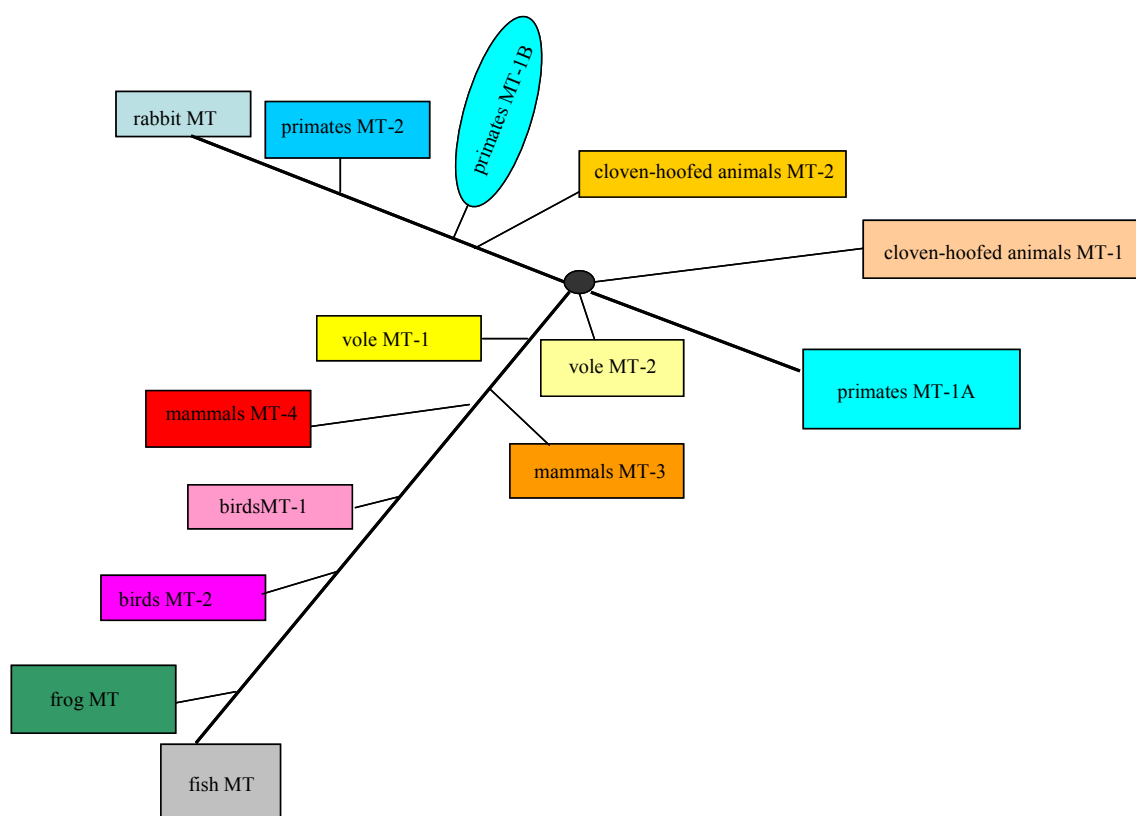 primates MT-1B
rabbit MT
primates MT-2
cloven-hoofed animals MT-2
cloven-hoofed animals MT-1
vole MT-1
vole MT-2
primates MT-1A
mammals MT-4
mammals MT-3
birdsMT-1
birds MT-2
frog MT
fish MT